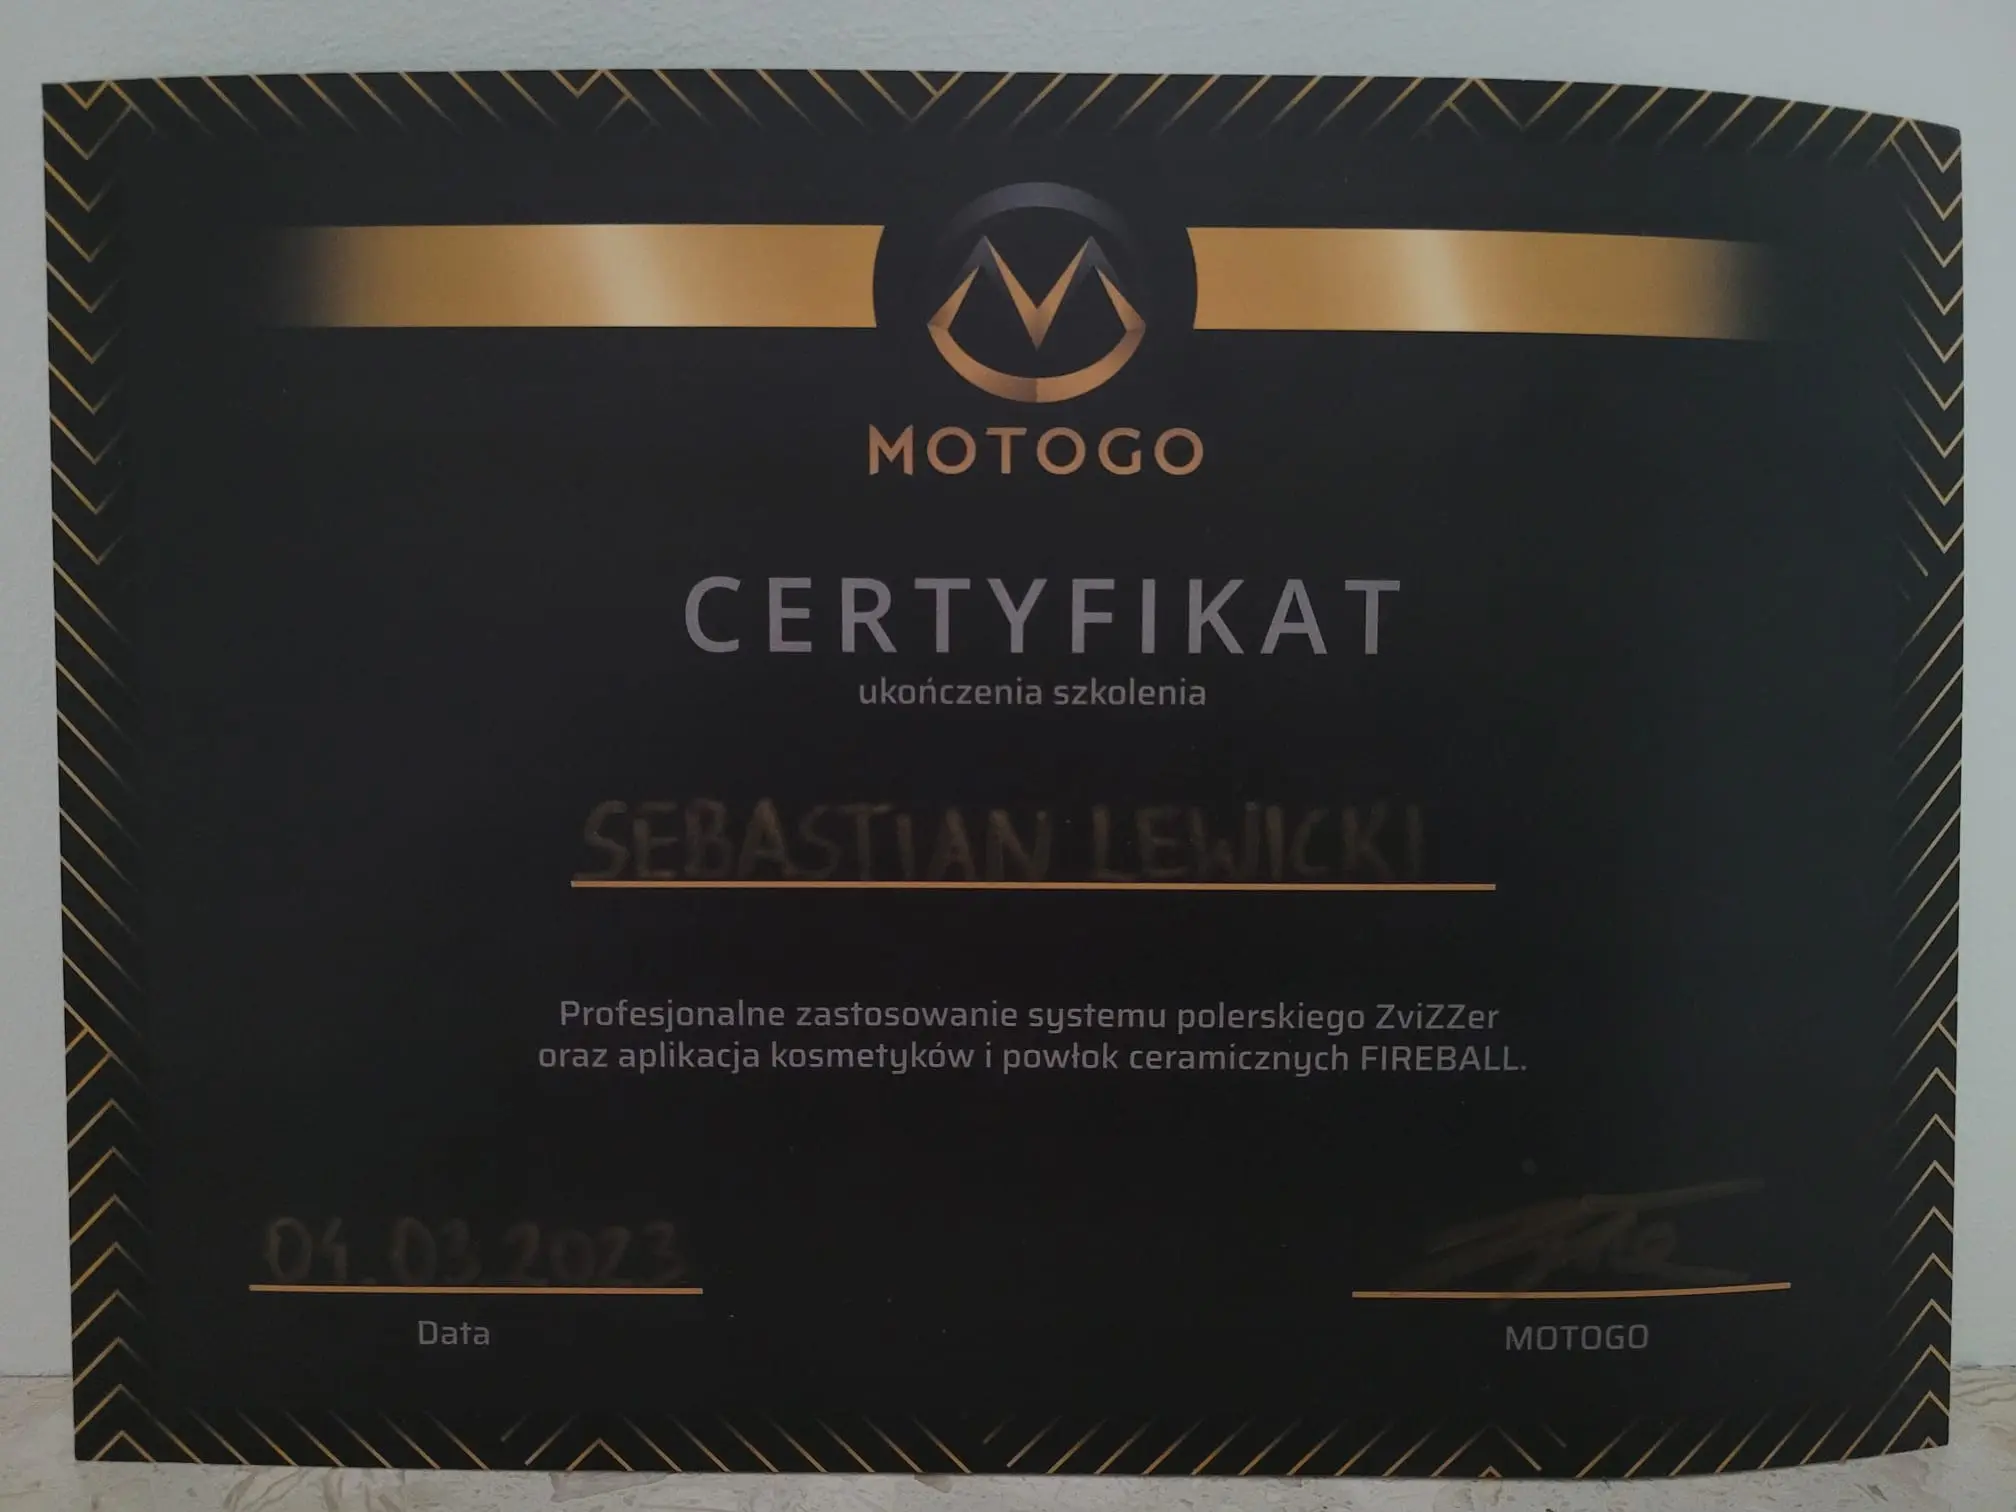 MOTOGO
CERTYFIKAT
ukończenia szkolenia
SEBASTIAN LEWICKI
Profesjonalne zastosowanie systemu polerskiego ZviZZer
oraz aplikacja kosmetyków i powłok ceramicznych FIREBALL.
04.03.2023
Data
MOTOGO